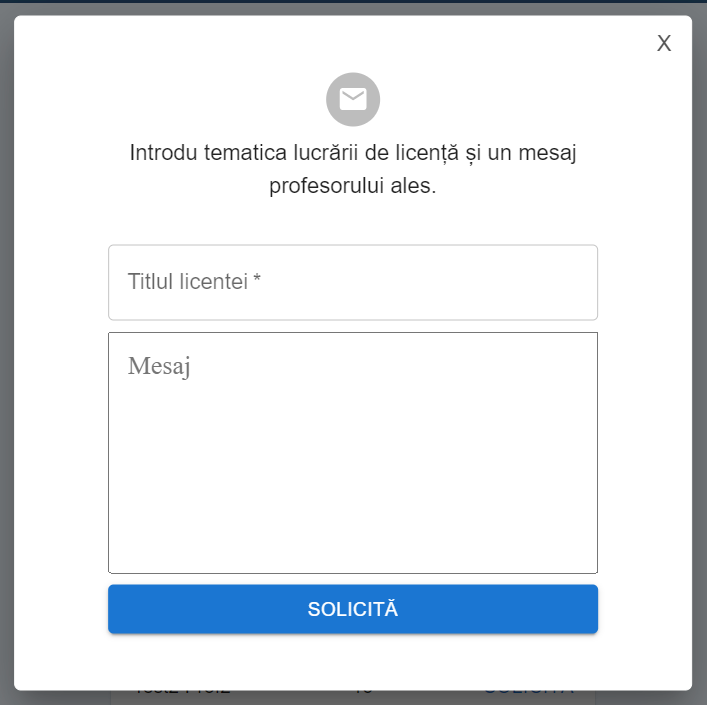 X
Introdu tematica lucrării de licență și un mesaj
profesorului ales.
Titlul licentei *
Mesaj
SOLICITĂ